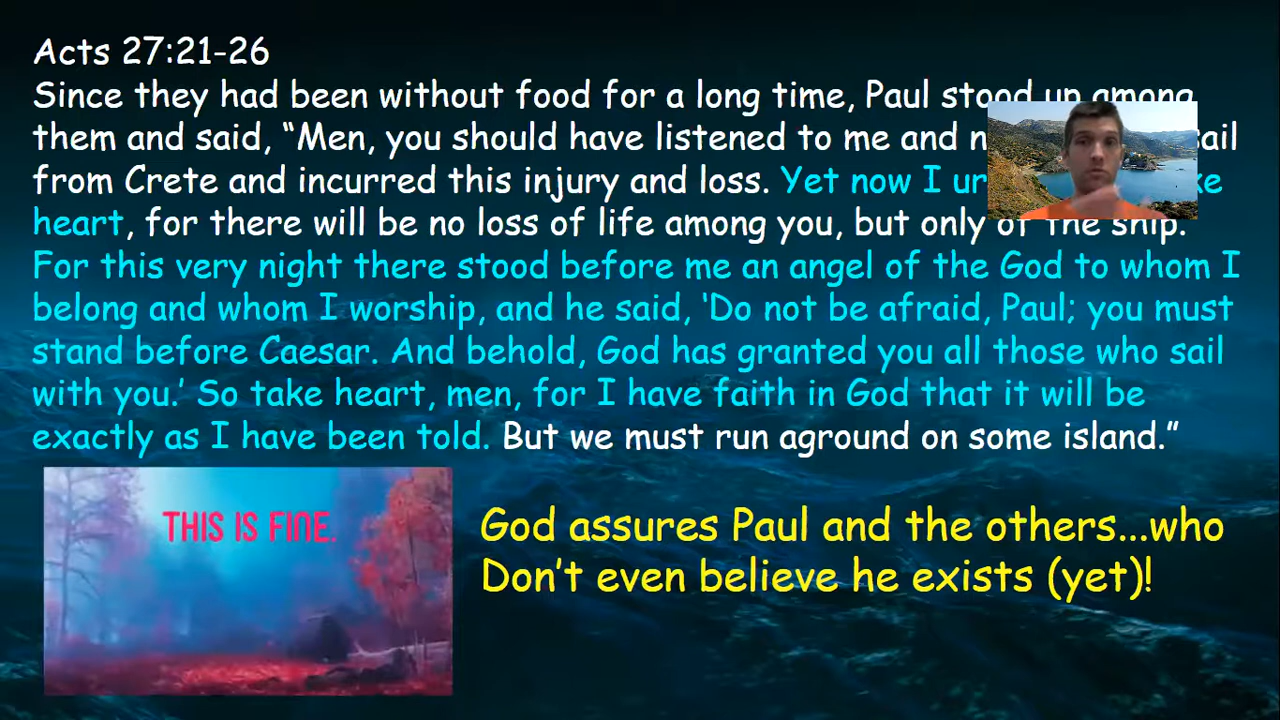 Acts 27:21-26
Since they had been without food for a long time, Paul stood up among
them and said, “Men, you should have listened to me and n sail
from Crete and incurred this injury and loss. Yet now I ur ke
heart, for there will be no loss of life among you, but only of the ship.
For this very night there stood before me an angel of the God to whom I
belong and whom I worship, and he said, ‘Do not be afraid, Paul; you must
stand before Caesar. And behold, God has granted you all those who sail
with you.’ So take heart, men, for I have faith in God that it will be
exactly as I have been told. But we must run aground on some island.”
THIS IS FINE.
God assures Paul and the others...who
Don’t even believe he exists (yet)!